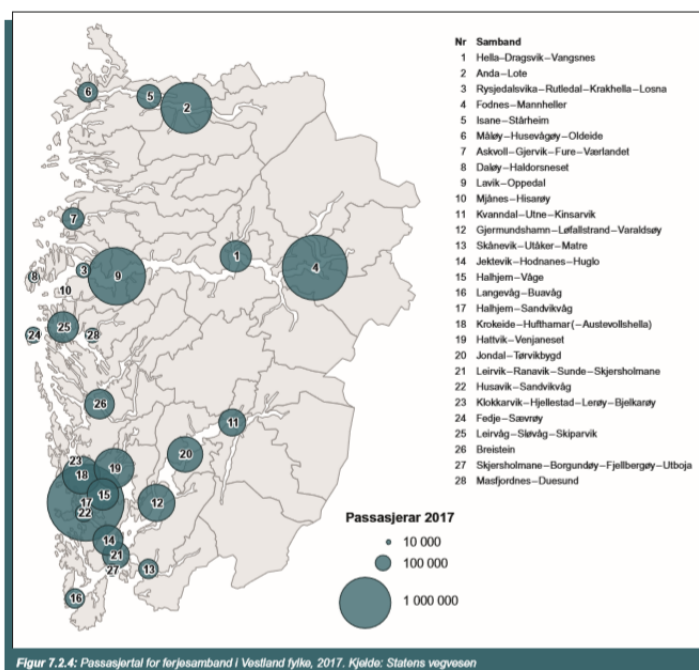 Nr Samband
1 Hella–Dragsvik–Vangsnes
2 Anda–Lote
3 Rysjedalsvika–Rutledal–Krakhella–Losna
4 Fodnes–Mannheller
5 Isane–Stårheim
6 Måløy–Husevågøy–Oldeide
7 Askvoll–Gjervik–Fure–Værlandet
8 Daløy–Haldorsneset
9 Lavik–Oppedal
10 Mjånes–Hisarøy
11 Kvanndal–Utne–Kinsarvik
12 Gjermundshamn–Løfallstrand–Varaldsøy
13 Skånevik–Utåker–Matre
14 Jektevik–Hodnanes–Huglo
15 Halhjem–Våge
16 Langevåg–Buavåg
17 Halhjem–Sandvikvåg
18 Krokeide–Hufthamar(–Austevollshella)
19 Hattvik–Venjaneset
20 Jondal–Tørvikbygd
21 Leirvik–Ranavik–Sunde–Skjersholmane
22 Husavik–Sandvikvåg
23 Klokkarvik–Hjellestad–Lerøy–Bjelkarøy
24 Fedje–Sævrøy
25 Leirvåg–Sløvåg–Skiparvik
26 Breistein
27 Skjersholmane–Borgundøy–Fjellbergøy–Utboja
28 Masfjordnes–Duesund
6
5
2
7
1
3
4
8
9
10
25
24
28
26
11
20
23
19
18
15
17
12
22
14
21
27
13
16
Passasjerar 2017
10 000
100 000
1 000 000
Figur 7.2.4: Passasjertal for ferjesamband i Vestland fylke, 2017. Kjelde: Statens vegvesen